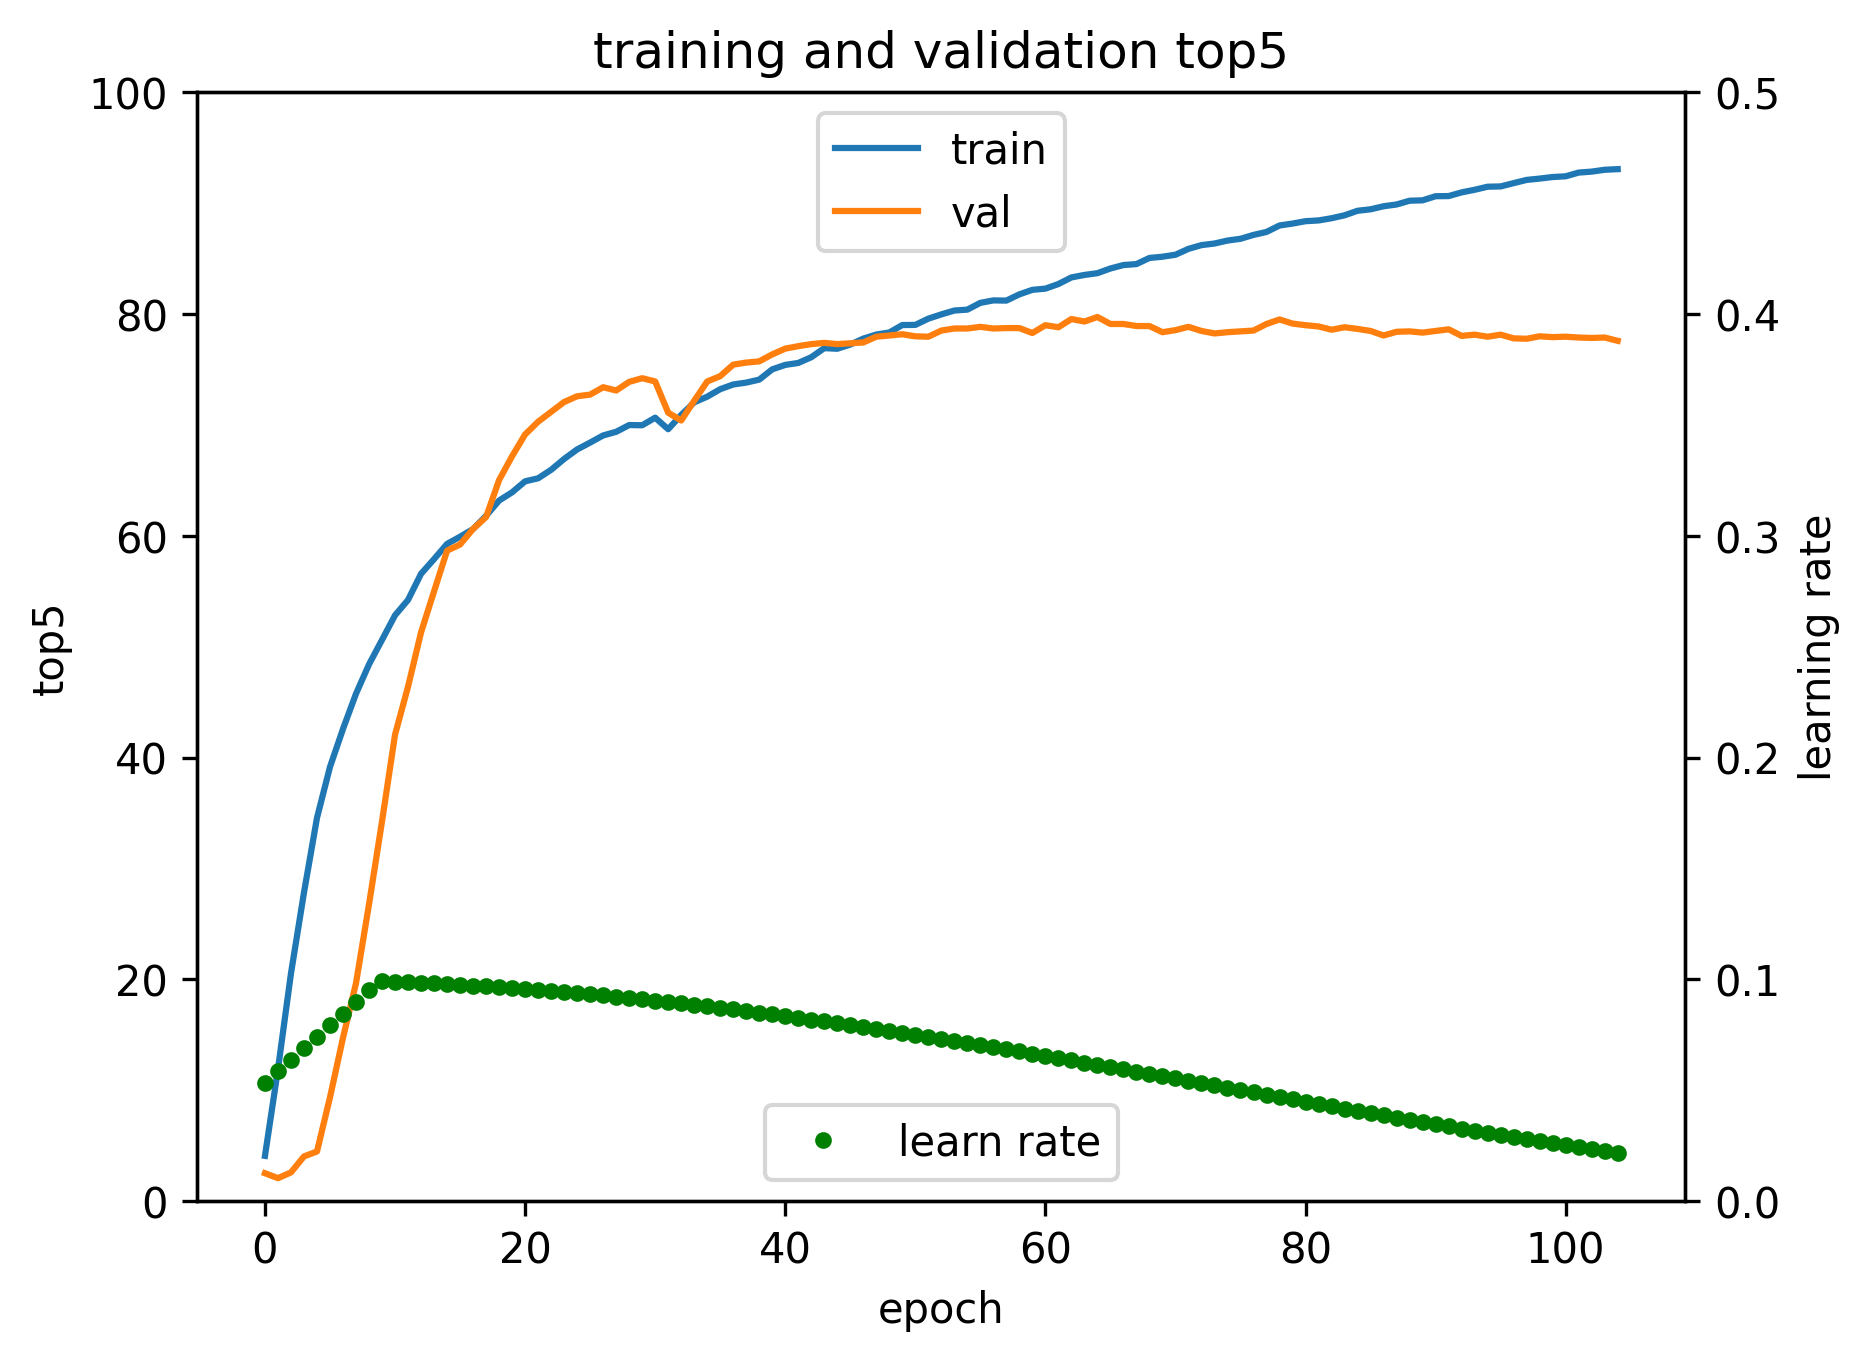 training and validation top5
train
val
learn rate
top5
100
80
60
40
20
0
learning rate
0.5
0.4
0.3
0.2
0.1
0.0
0 20 40 60 80 100
epoch